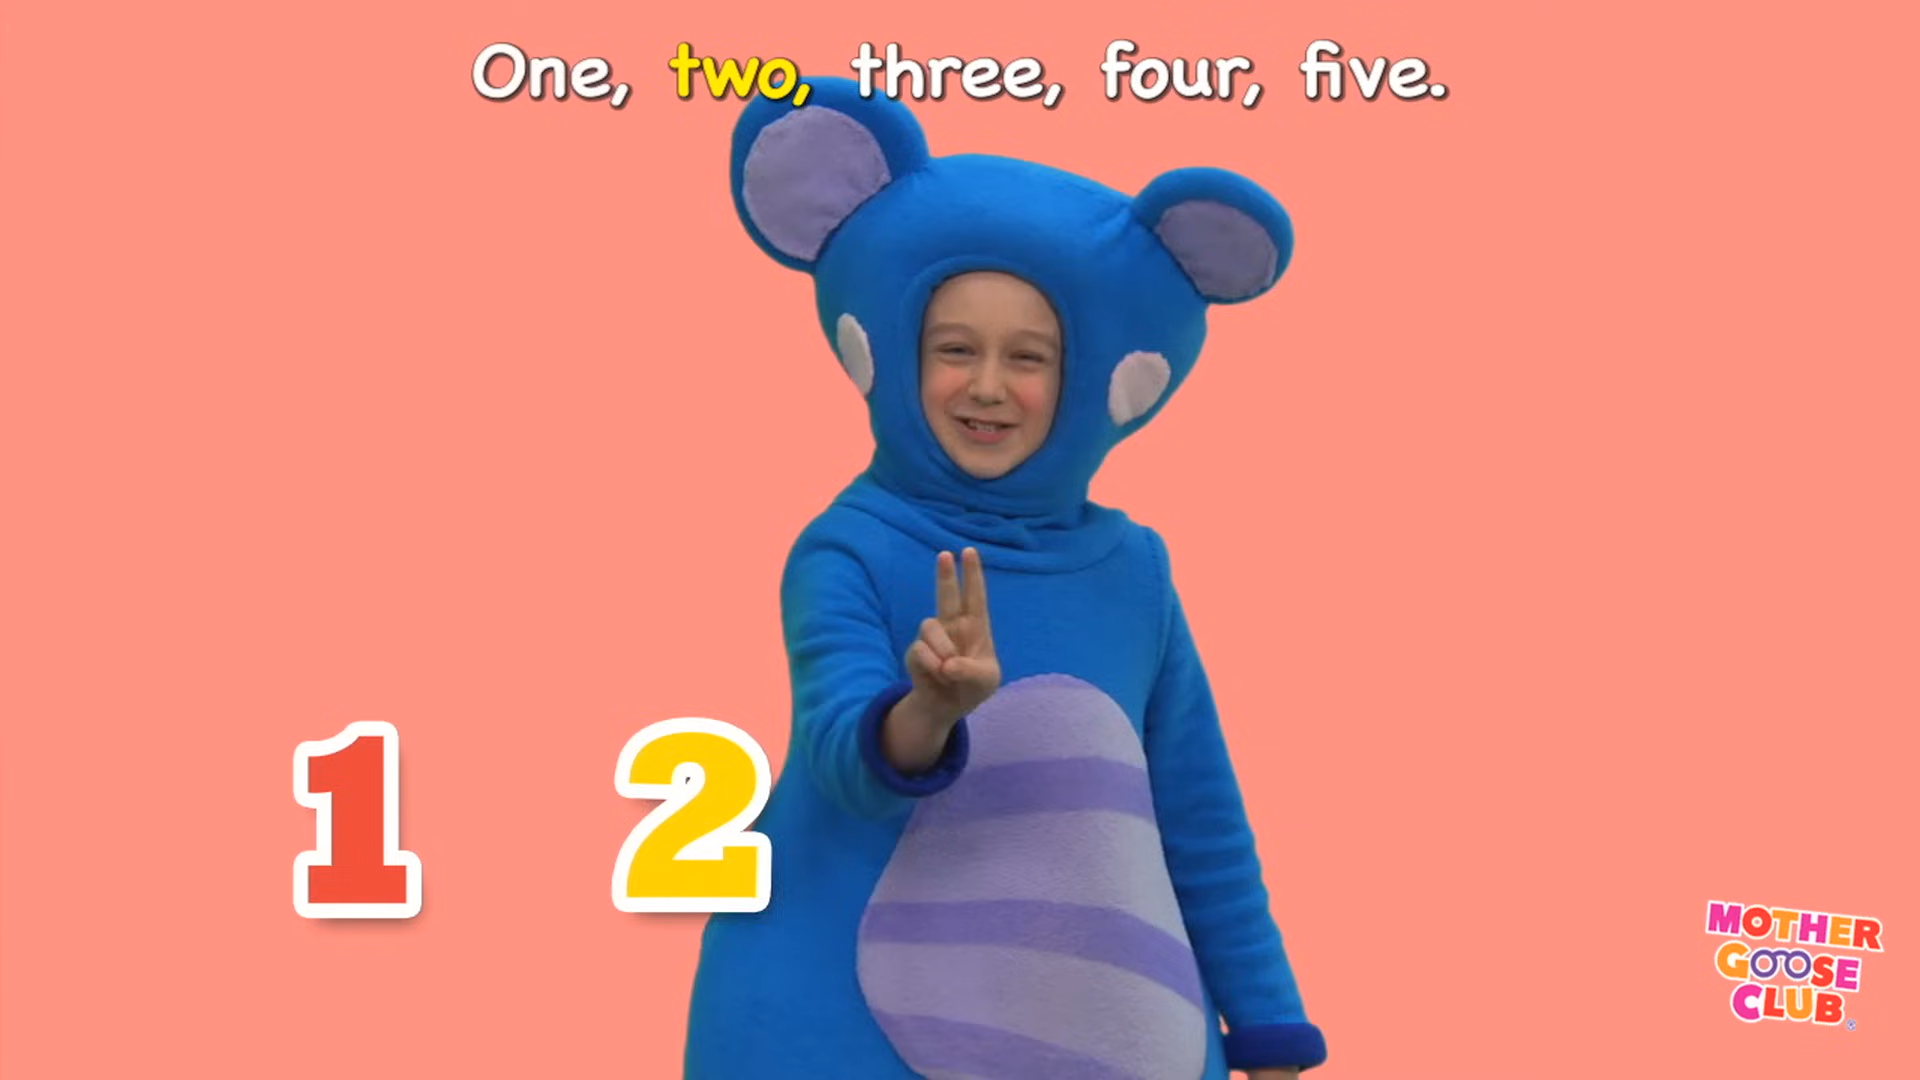 One, two, three, four, five.
1 2
MOTHER
GOOSE
CLUB